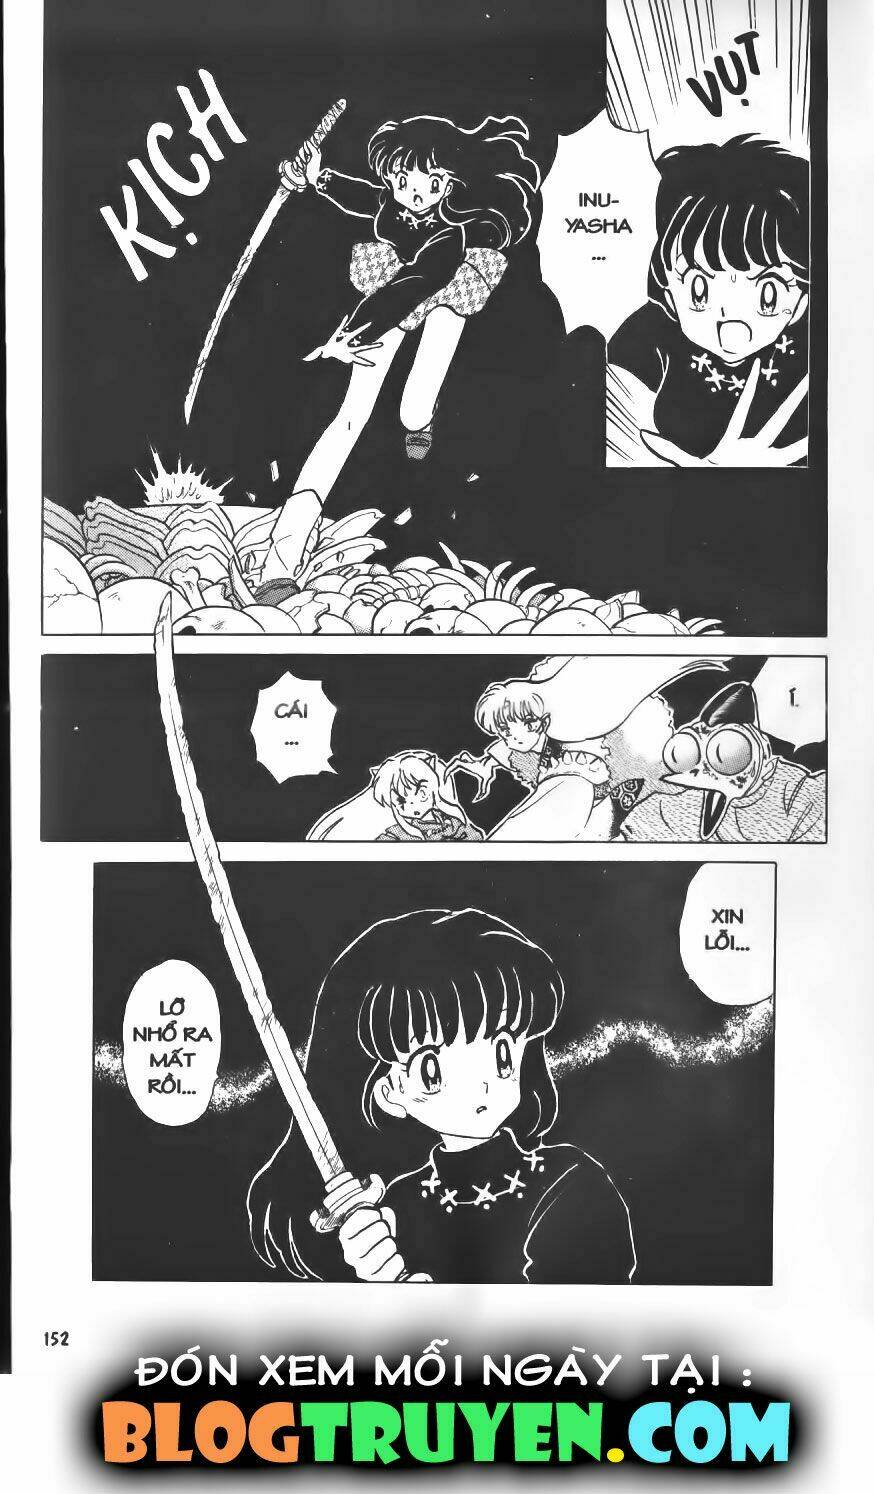 VỤT
INU-
YASHA
...
KỊCH
Í.
CÁI
...
XIN
LỖI...
LỠ
NHỔ RA
MẤT
RỒI...
152
ĐÓN XEM MỖI NGÀY TẠI :
BLOGTRUYEN.COM